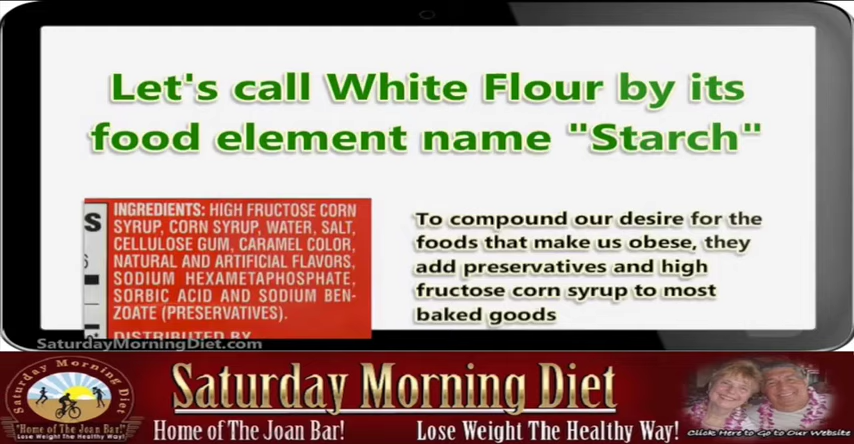 Let's call White Flour by its
food element name "Starch"
S
INGREDIENTS: HIGH FRUCTOSE CORN
SYRUP, CORN SYRUP, WATER, SALT,
CELLULOSE GUM, CARAMEL COLOR,
NATURAL AND ARTIFICIAL FLAVORS,
SODIUM HEXAMETAPHOSPHATE,
SORBIC ACID AND SODIUM BEN-
ZOATE (PRESERVATIVES).
DISTRIBUTED BY
To compound our desire for the
foods that make us obese, they
add preservatives and high
fructose corn syrup to most
baked goods
SaturdayMorningDiet.com
Saturday Morning Diet
"Home of The Joan Bar!"
Lose Weight The Healthy Way!
Saturday Morning Diet
Home of The Joan Bar!
Lose Weight The Healthy Way!
Click Here to Go to Our Website